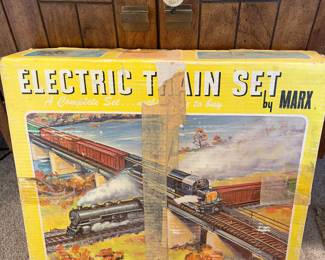 ELECTRIC TRAIN SET
by MARX
A Complete Set... to buy